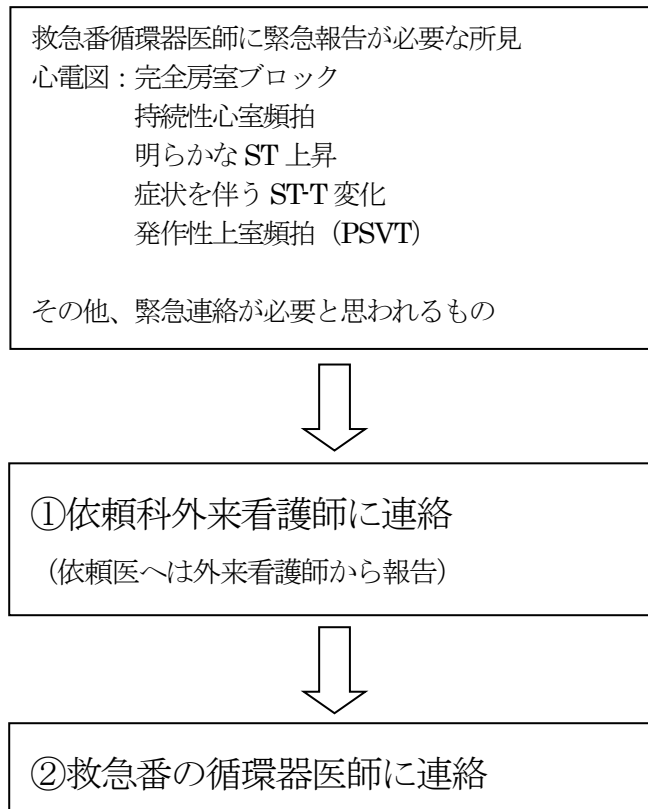 救急番循環器医師に緊急報告が必要な所見
心電図：完全房室ブロック
持続性心室頻拍
明らかな ST 上昇
症状を伴う ST-T 変化
発作性上室頻拍（PSVT）
その他、緊急連絡が必要と思われるもの
①依頼科外来看護師に連絡
（依頼医へは外来看護師から報告）
②救急番の循環器医師に連絡